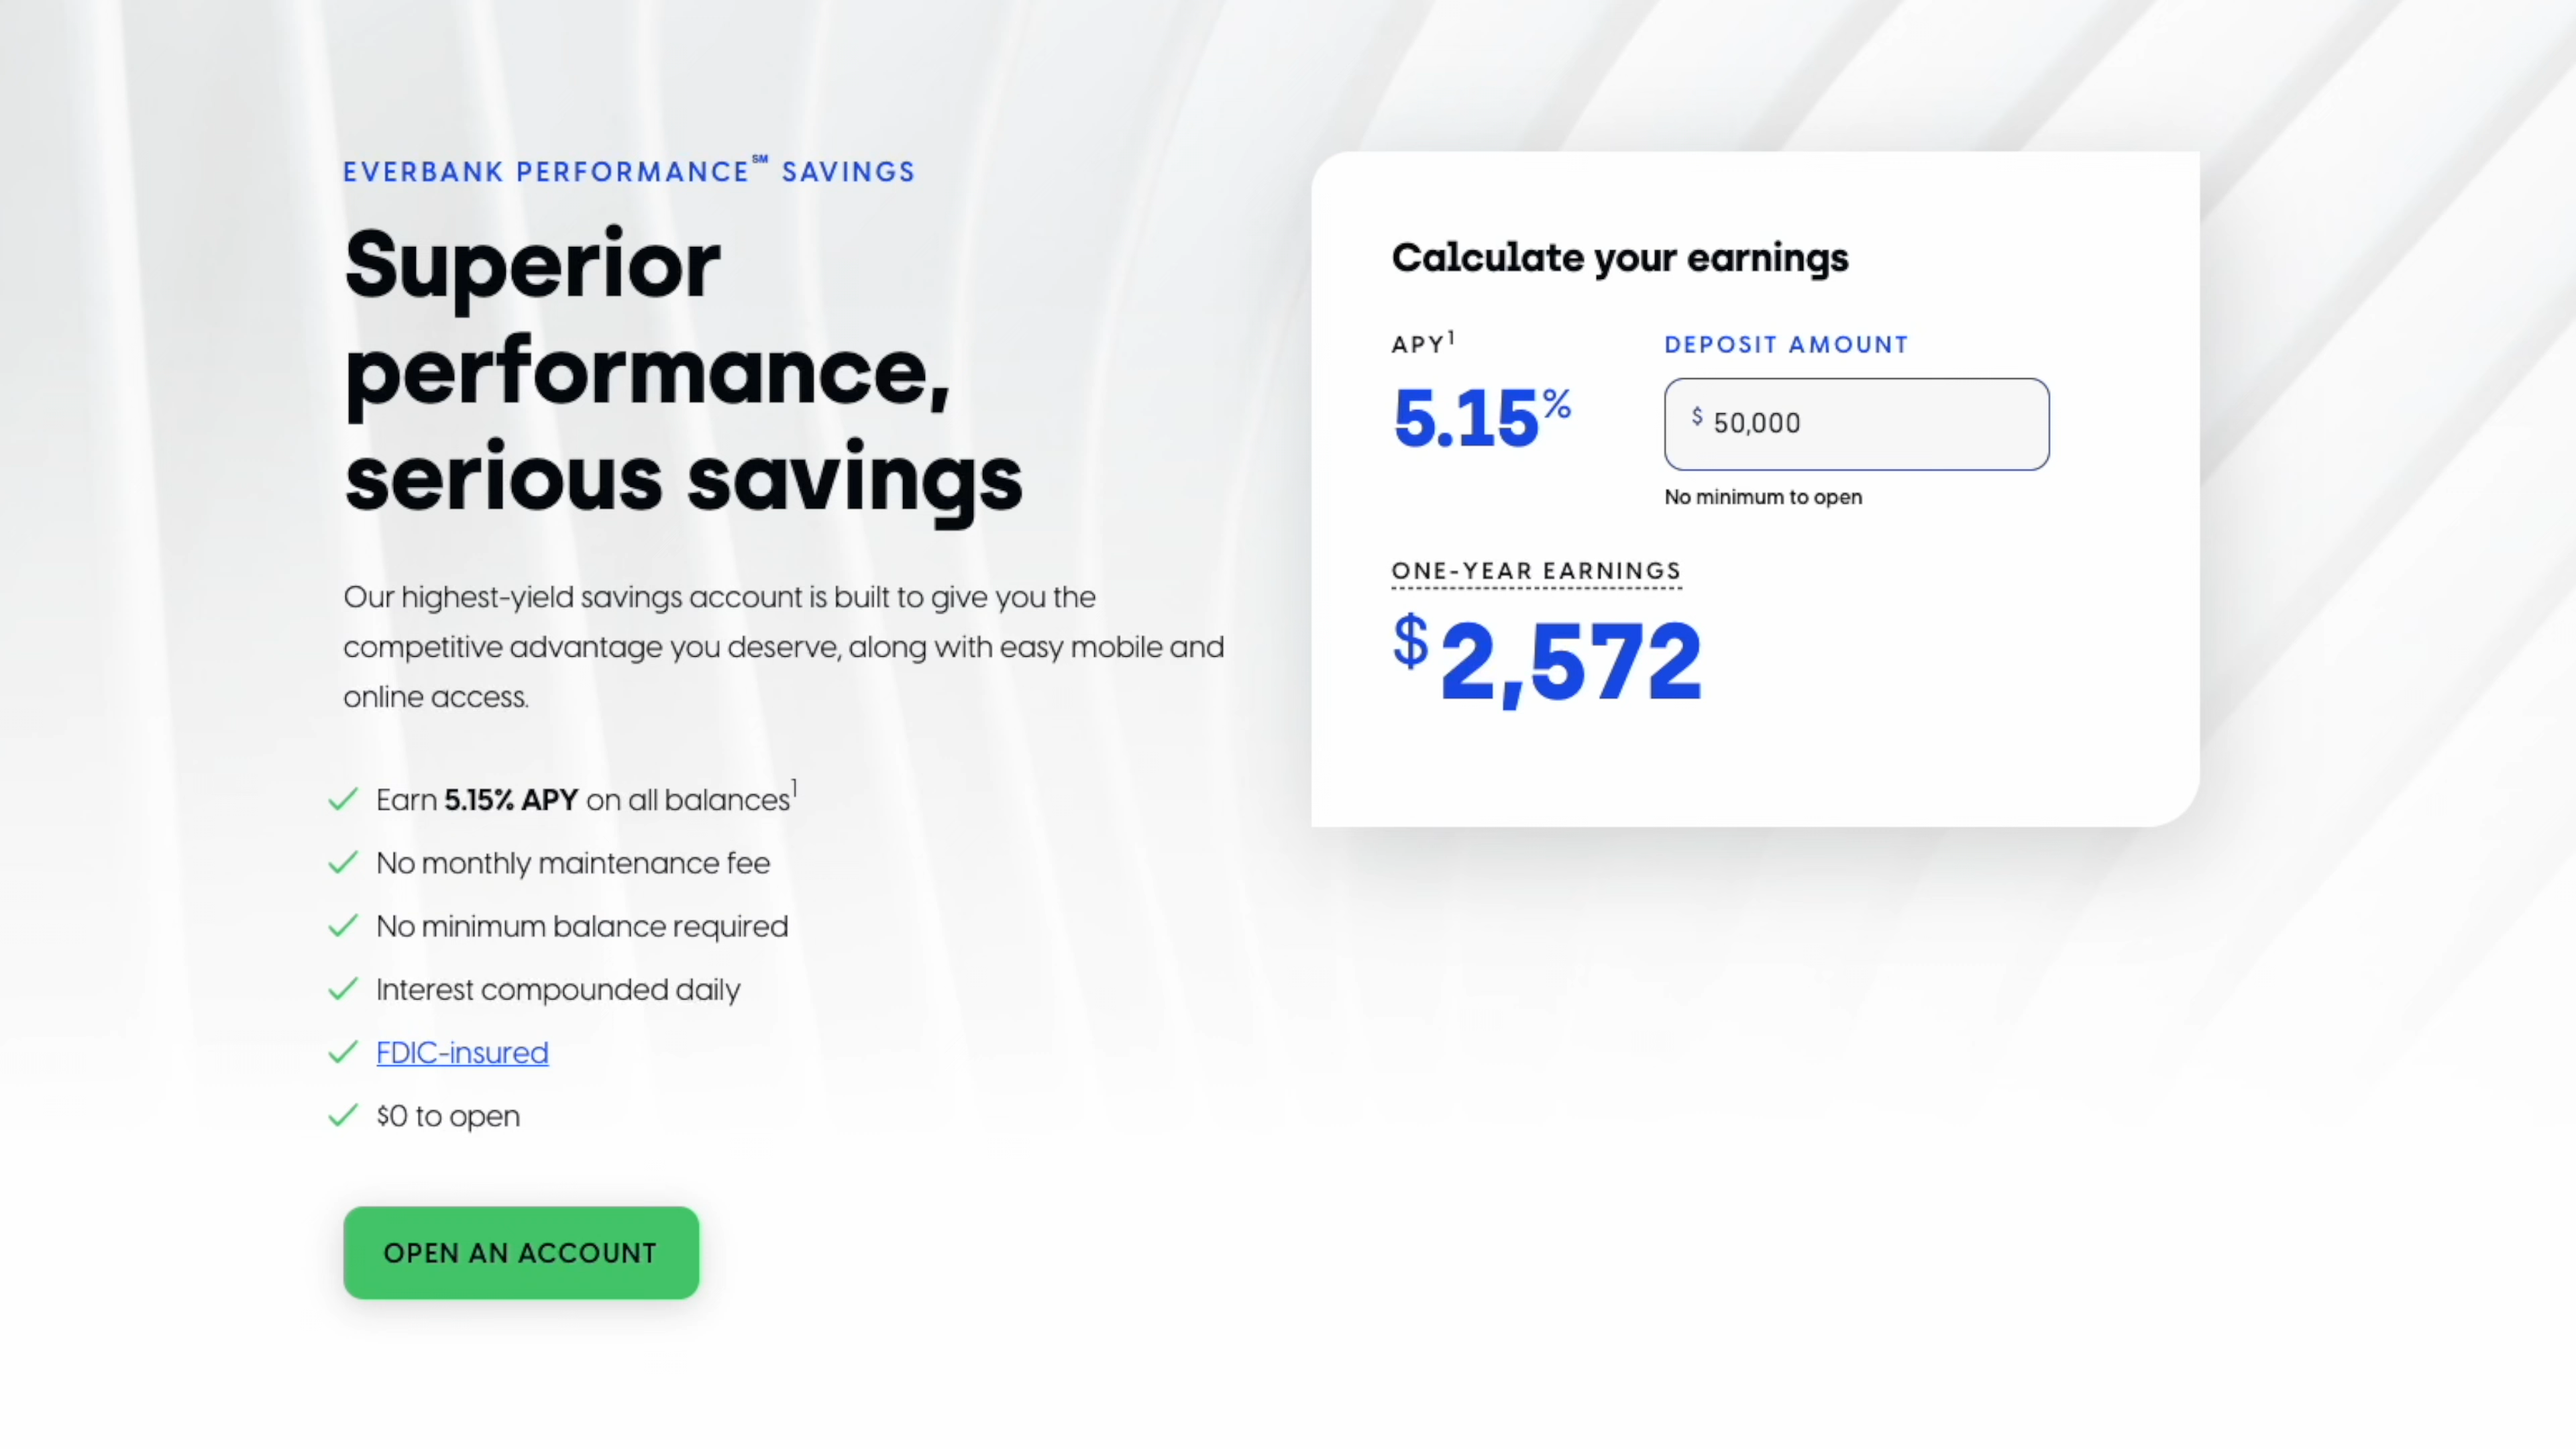 EVERBANK PERFORMANCE℠ SAVINGS
Superior
performance,
serious savings
Our highest-yield savings account is built to give you the
competitive advantage you deserve, along with easy mobile and
online access.
Earn 5.15% APY on all balances¹
No monthly maintenance fee
No minimum balance required
Interest compounded daily
FDIC-insured
$0 to open
OPEN AN ACCOUNT
Calculate your earnings
APY¹
5.15%
DEPOSIT AMOUNT
$ 50,000
No minimum to open
ONE-YEAR EARNINGS
$2,572